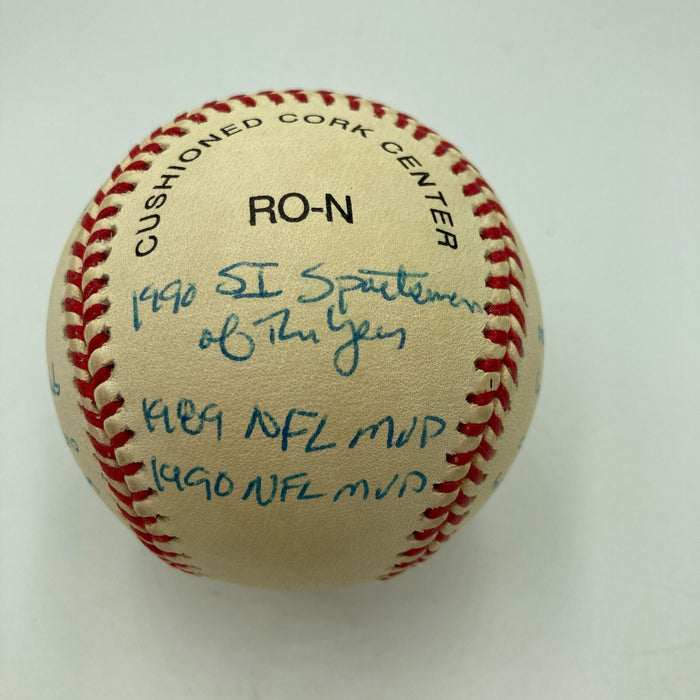 CUSHIONED CORK CENTER
RO-N
1990 SI Sportsman
of The Year
1989 NFL MVP
1990 NFL MVP